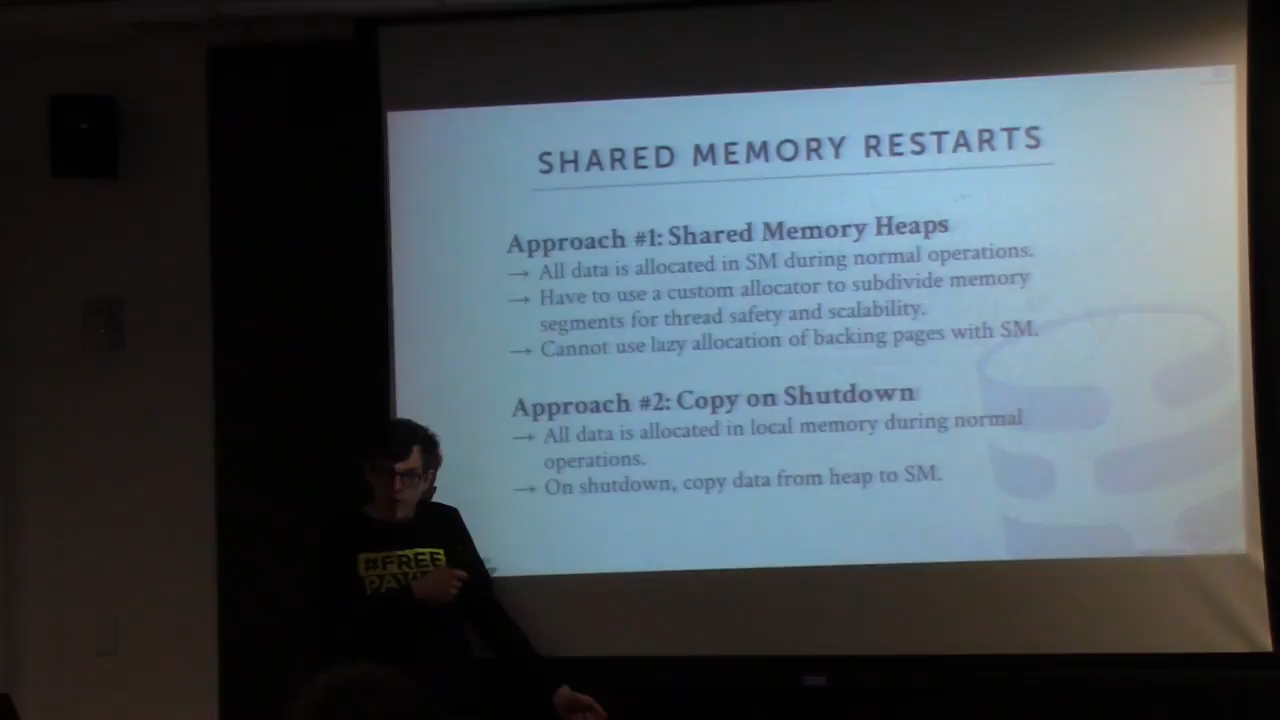 SHARED MEMORY RESTARTS
Approach #1: Shared Memory Heaps
→ All data is allocated in SM during normal operations.
→ Have to use a custom allocator to subdivide memory
segments for thread safety and scalability.
→ Cannot use lazy allocation of backing pages with SM.
Approach #2: Copy on Shutdown
→ All data is allocated in local memory during normal
operations.
→ On shutdown, copy data from heap to SM.
#FREE